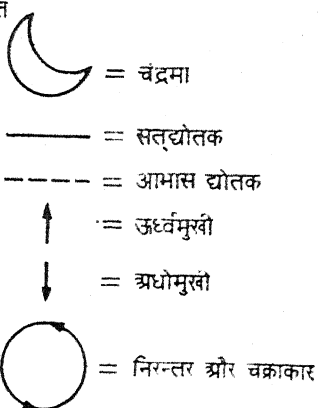 त
= चंद्रमा
= सत्द्योतक
= आभास द्योतक
= ऊर्ध्वमुखी
= अधोमुखी
= निरन्तर और चक्राकार